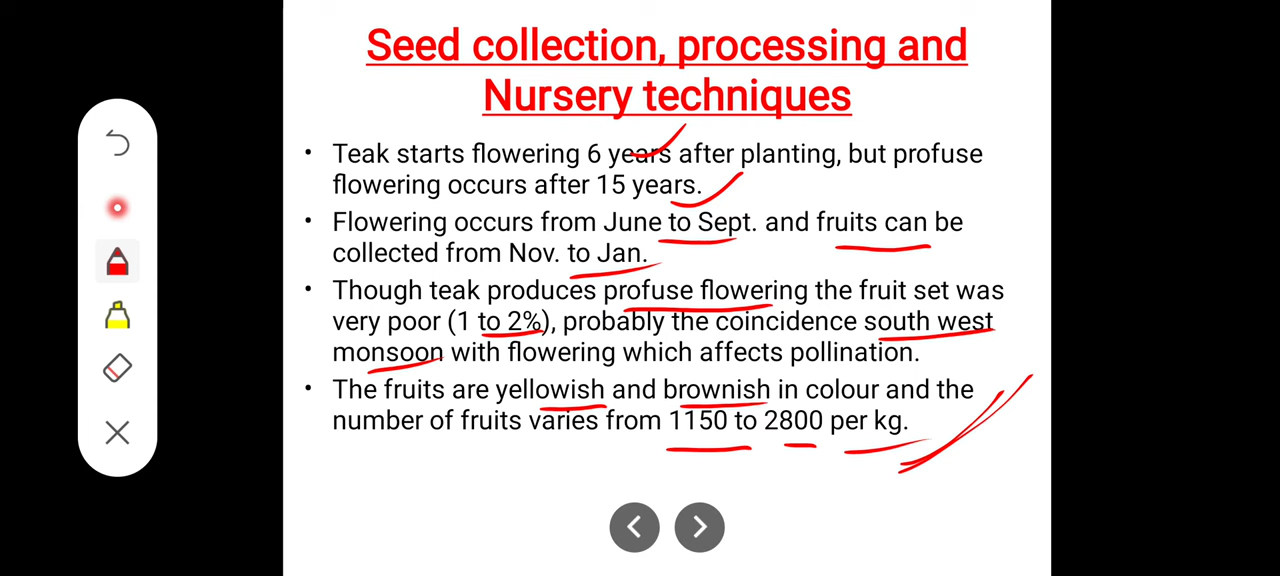 Seed collection, processing and
Nursery techniques
• Teak starts flowering 6 years after planting, but profuse
flowering occurs after 15 years.
• Flowering occurs from June to Sept. and fruits can be
collected from Nov. to Jan.
• Though teak produces profuse flowering the fruit set was
very poor (1 to 2%), probably the coincidence south west
monsoon with flowering which affects pollination.
• The fruits are yellowish and brownish in colour and the
number of fruits varies from 1150 to 2800 per kg.